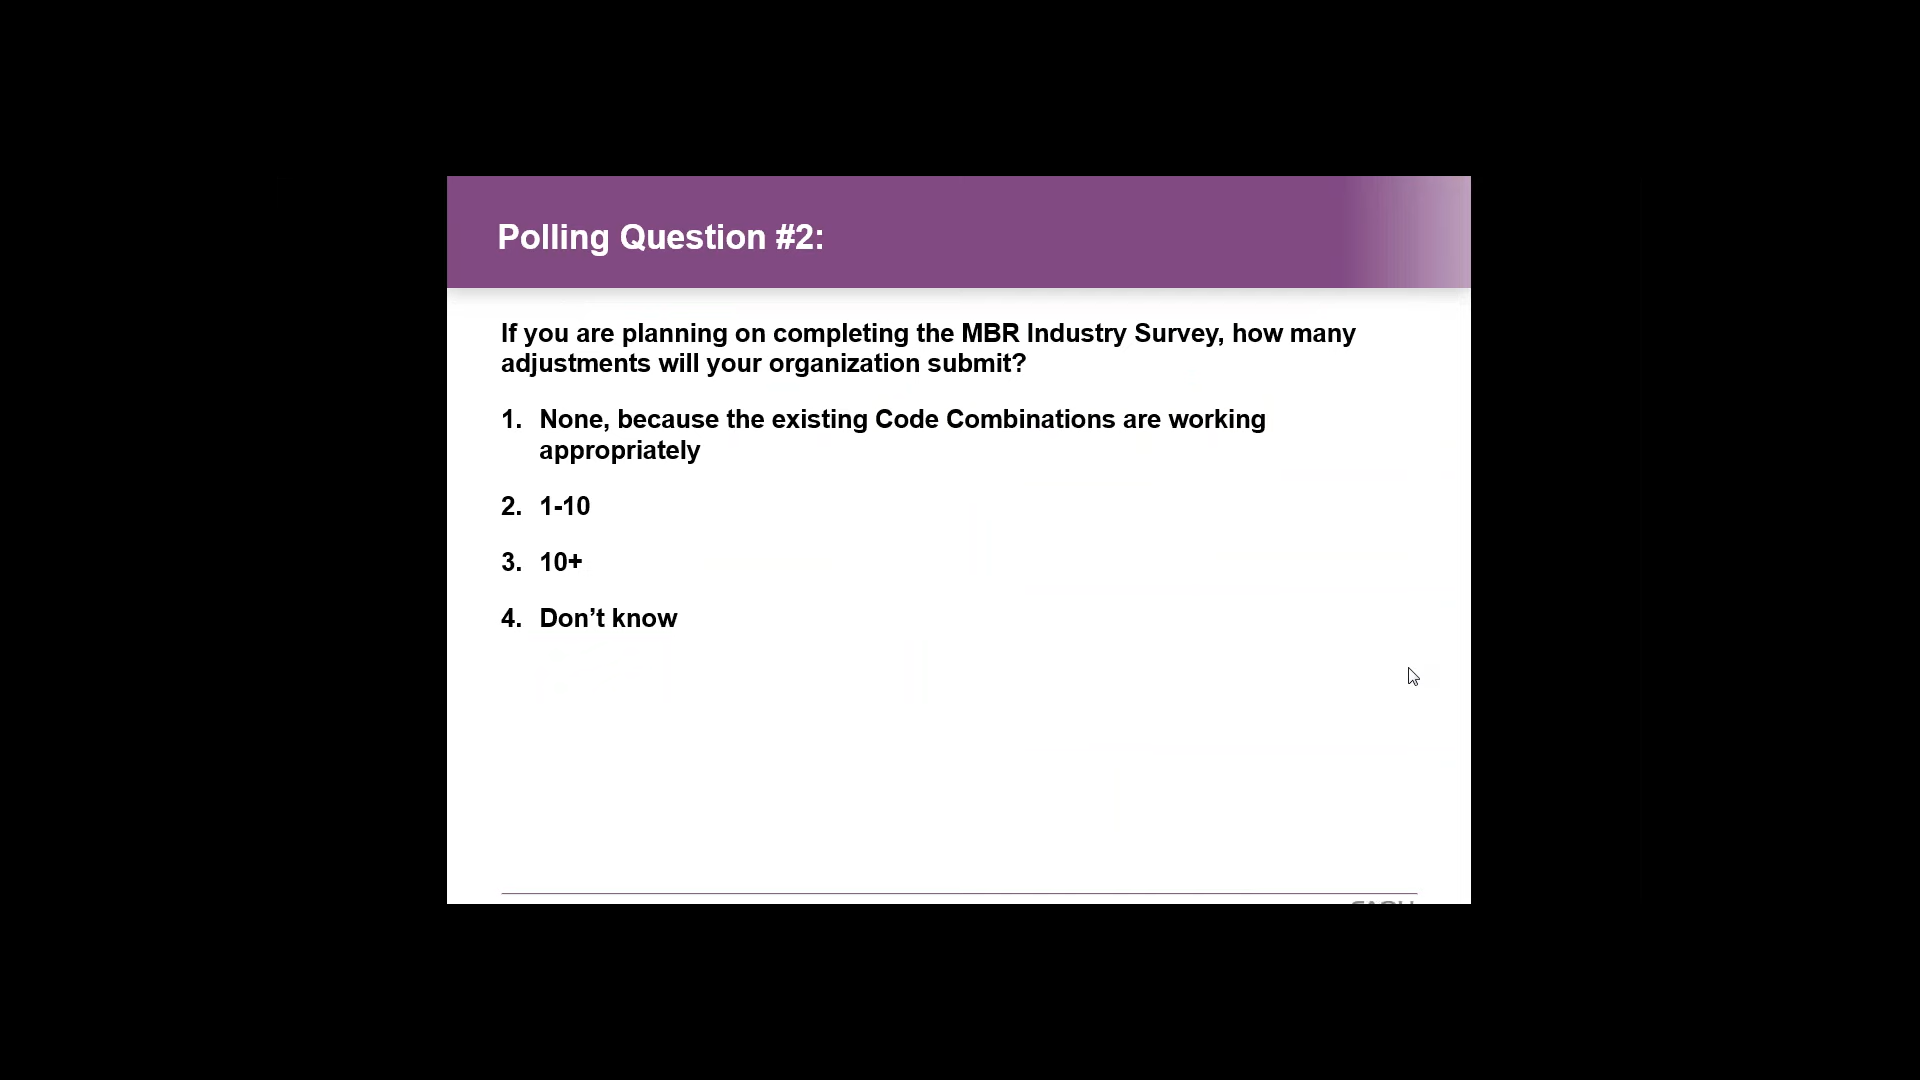 Polling Question #2:
If you are planning on completing the MBR Industry Survey, how many
adjustments will your organization submit?
1. None, because the existing Code Combinations are working
appropriately
2. 1-10
3. 10+
4. Don’t know